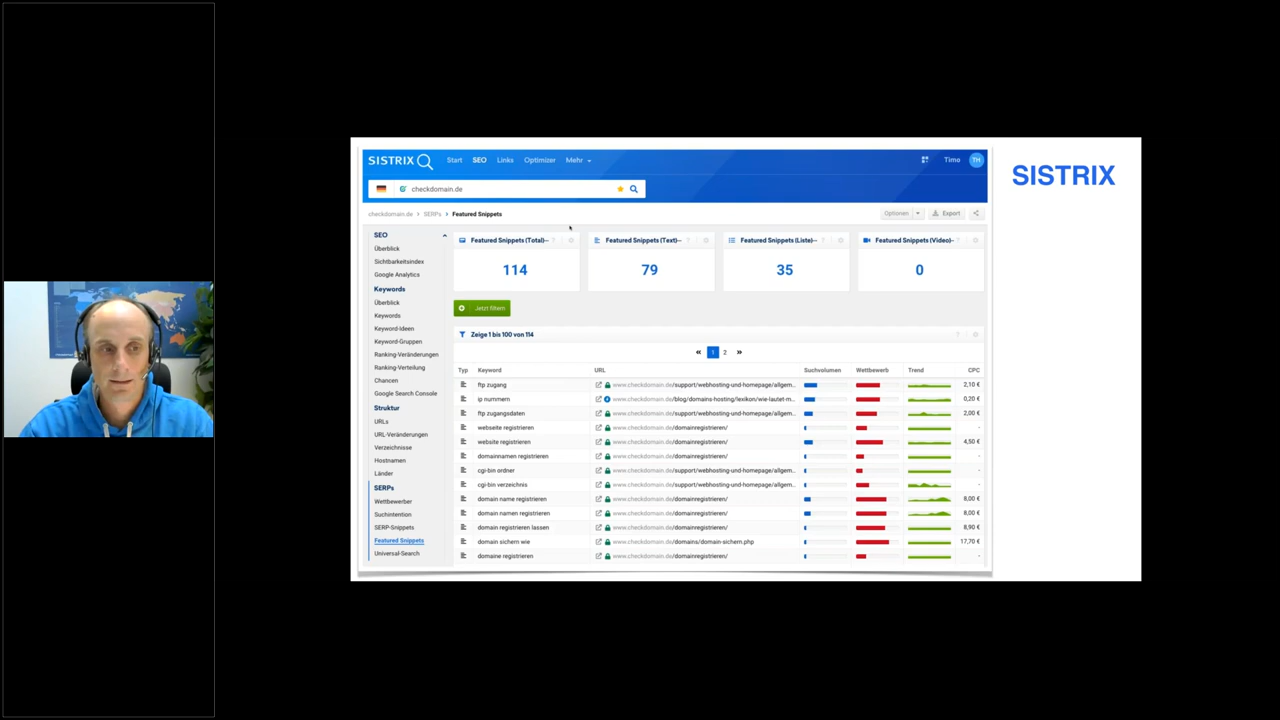 SISTRIX
Start SEO Links Optimizer Mehr
Timo TH
checkdomain.de
checkdomain.de > SERPs > Featured Snippets
Optionen Export
SEO
Überblick
Sichtbarkeitsindex
Google Analytics
Keywords
Überblick
Keywords
Keyword-Ideen
Keyword-Gruppen
Ranking-Veränderungen
Ranking-Verteilung
Chancen
Google Search Console
Struktur
URLs
URL-Veränderungen
Verzeichnisse
Hostnamen
Länder
SERPs
Wettbewerber
Suchintention
SERP-Snippets
Featured Snippets
Universal-Search
Featured Snippets (Total)– ?
114
Featured Snippets (Text)– ?
79
Featured Snippets (Liste)– ?
35
Featured Snippets (Video)– ?
0
Jetzt filtern
Zeige 1 bis 100 von 114 ?
« 1 2 »
Typ Keyword URL Suchvolumen Wettbewerb Trend CPC
ftp zugang www.checkdomain.de/support/webhosting-und-homepage/allgem... 2,10 €
ip nummern www.checkdomain.de/blog/domains-hosting/lexikon/wie-lautet-m... 0,20 €
ftp zugangsdaten www.checkdomain.de/support/webhosting-und-homepage/allgem... 2,00 €
webseite registrieren www.checkdomain.de/domainregistrieren/ -
website registrieren www.checkdomain.de/domainregistrieren/ 4,50 €
domainnamen registrieren www.checkdomain.de/domainregistrieren/ -
cgi-bin ordner www.checkdomain.de/support/webhosting-und-homepage/allgem... -
cgi-bin verzeichnis www.checkdomain.de/support/webhosting-und-homepage/allgem... -
domain name registrieren www.checkdomain.de/domainregistrieren/ 8,00 €
domain namen registrieren www.checkdomain.de/domainregistrieren/ 8,00 €
domain registrieren lassen www.checkdomain.de/domainregistrieren/ 8,90 €
domain sichern wie www.checkdomain.de/domains/domain-sichern.php 17,70 €
domaine registrieren www.checkdomain.de/domainregistrieren/ -
SISTRIX